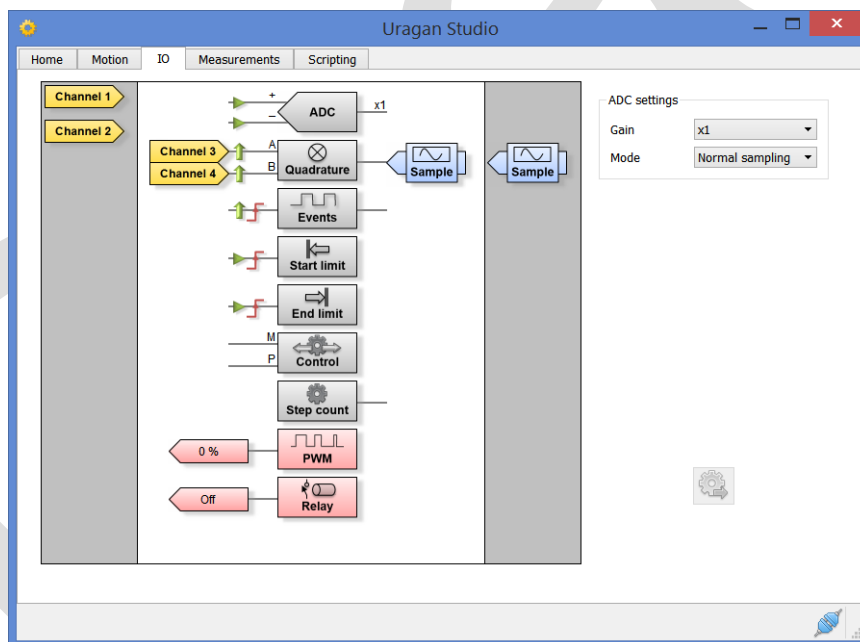 Uragan Studio
Home Motion IO Measurements Scripting
Channel 1
Channel 2
+
−
ADC
x1
Channel 3
Channel 4
A
B
Quadrature
Sample
Sample
Events
Start limit
End limit
M
P
Control
Step count
0 %
PWM
Off
Relay
ADC settings
Gain x1
Mode Normal sampling